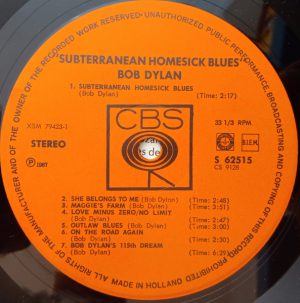 ALL RIGHTS OF THE MANUFACTURER AND OF THE OWNER OF THE RECORDED WORK RESERVED-UNAUTHORIZED PUBLIC PERFORMANCE, BROADCASTING AND COPYING OF THIS RECORD PROHIBITED
MADE IN HOLLAND
"SUBTERRANEAN HOMESICK BLUES"
BOB DYLAN
1. SUBTERRANEAN HOMESICK BLUES
(Bob Dylan) (Time: 2:17)
CBS
XSM 79423-1
33 1/3 RPM
STEREO
BIEM
S 62515
CS 9128
2. SHE BELONGS TO ME (Bob Dylan) (Time: 2:48)
3. MAGGIE'S FARM (Bob Dylan) (Time: 3:51)
4. LOVE MINUS ZERO/NO LIMIT
(Bob Dylan) (Time: 2:47)
5. OUTLAW BLUES (Bob Dylan) (Time: 3:00)
6. ON THE ROAD AGAIN
(Bob Dylan) (Time: 2:30)
7. BOB DYLAN'S 115th DREAM
(Bob Dylan) (Time: 6:29)